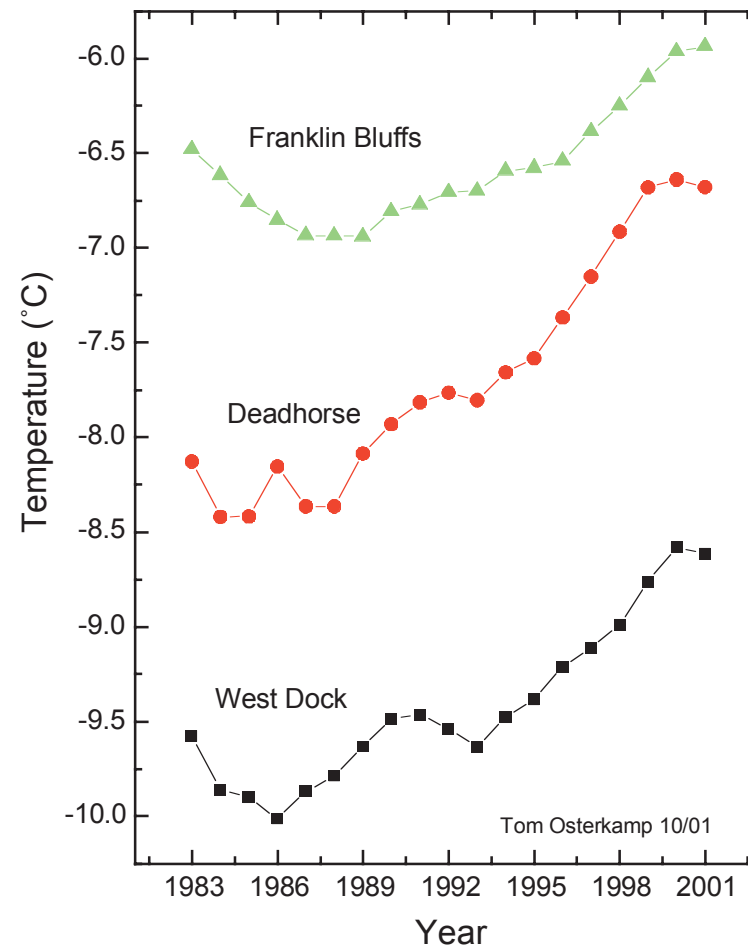 -6.0
Franklin Bluffs
-6.5
-7.0
-7.5
Temperature (˚C)
Deadhorse
-8.0
-8.5
-9.0
West Dock
-9.5
-10.0
Tom Osterkamp 10/01
1983 1986 1989 1992 1995 1998 2001
Year